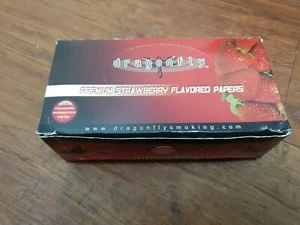 dragonfly
PREMIUM STRAWBERRY FLAVORED PAPERS
www.dragonflysmoking.com